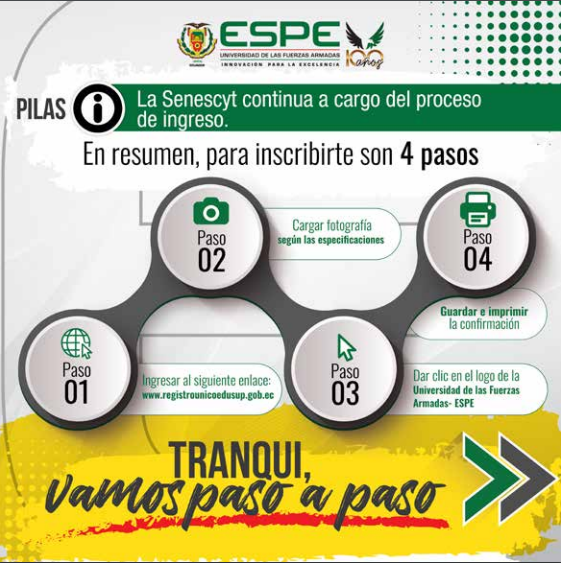 ESPE
UNIVERSIDAD DE LAS FUERZAS ARMADAS
INNOVACIÓN PARA LA EXCELENCIA
100 años
PILAS
La Senescyt continua a cargo del proceso
de ingreso.
En resumen, para inscribirte son 4 pasos
Paso
01
Ingresar al siguiente enlace:
www.registrounicoedusup.gob.ec
Paso
02
Cargar fotografía
según las especificaciones
Paso
03
Dar clic en el logo de la
Universidad de las Fuerzas
Armadas- ESPE
Paso
04
Guardar e imprimir
la confirmación
TRANQUI,
vamos paso a paso